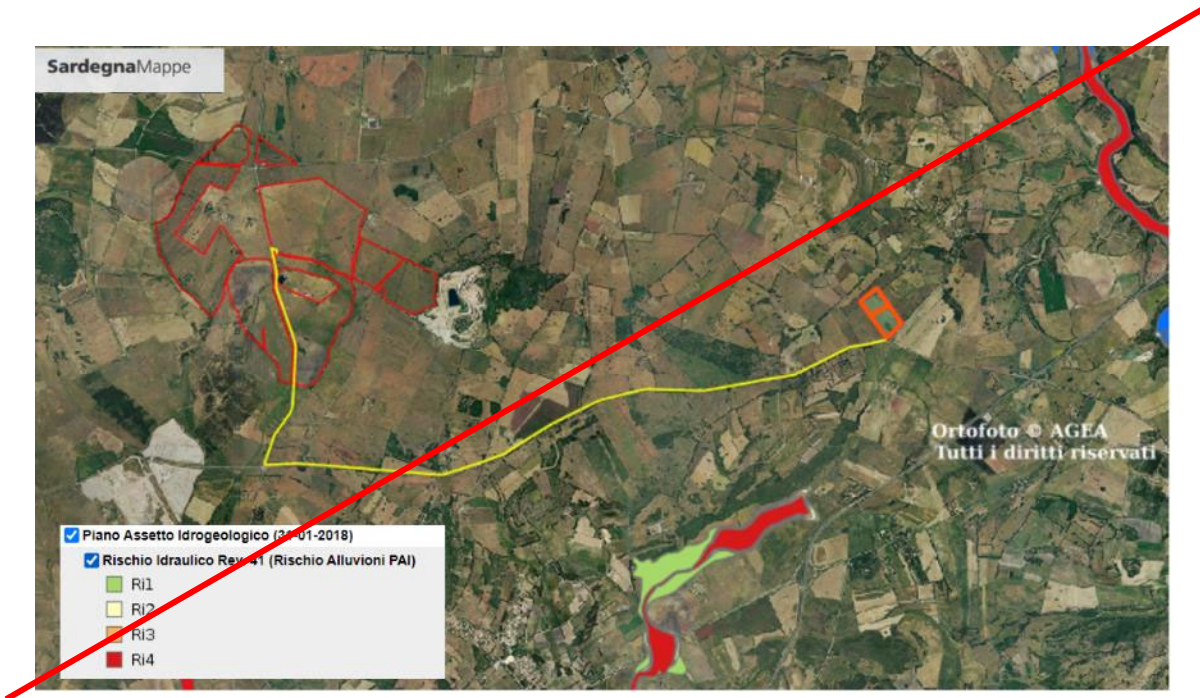 SardegnaMappe
Ortofoto © AGEA
Tutti i diritti riservati
Piano Assetto Idrogeologico (31-01-2018)
Rischio Idraulico Rev. 41 (Rischio Alluvioni PAI)
Ri1
Ri2
Ri3
Ri4